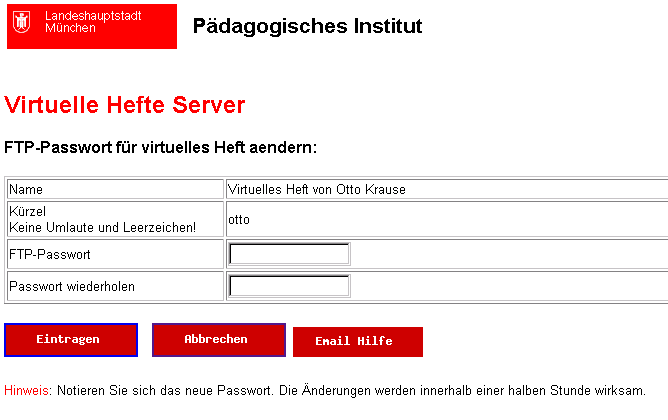 Landeshauptstadt
München
Pädagogisches Institut
Virtuelle Hefte Server
FTP-Passwort für virtuelles Heft aendern:
Name Virtuelles Heft von Otto Krause
Kürzel
Keine Umlaute und Leerzeichen! otto
FTP-Passwort
Passwort wiederholen
Eintragen Abbrechen Email Hilfe
Hinweis: Notieren Sie sich das neue Passwort. Die Änderungen werden innerhalb einer halben Stunde wirksam.